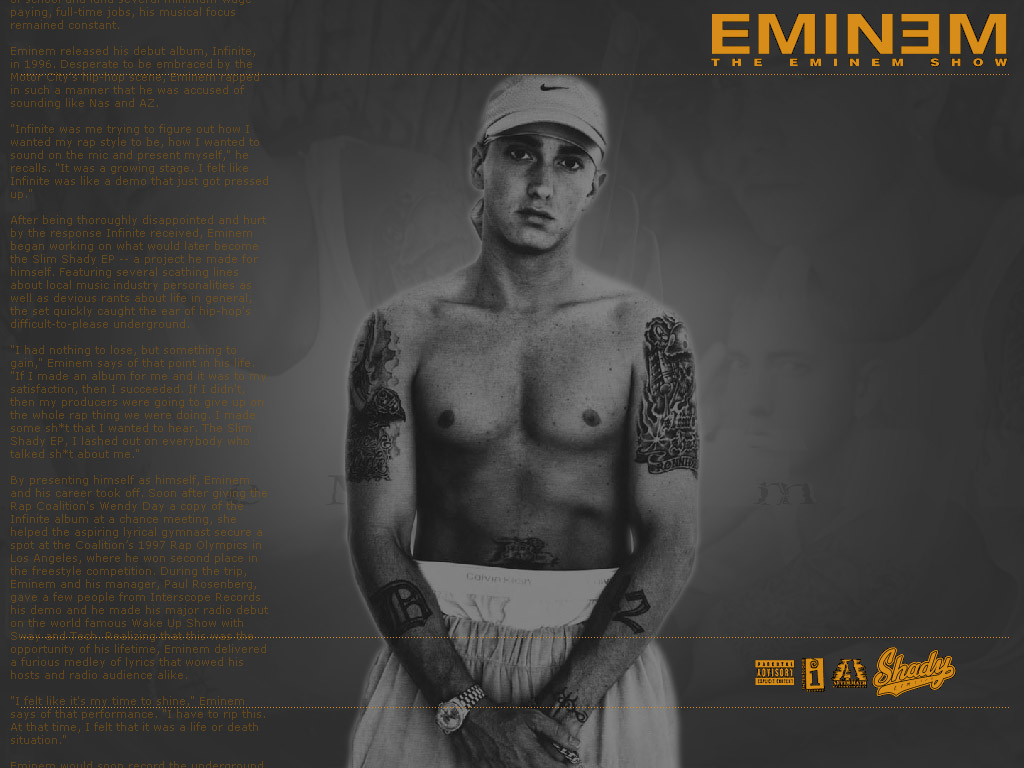 of school and land several minimum-wage
paying, full-time jobs, his musical focus
remained constant.
Eminem released his debut album, Infinite,
in 1996. Desperate to be embraced by the
Motor City's hip-hop scene, Eminem rapped
in such a manner that he was accused of
sounding like Nas and AZ.
"Infinite was me trying to figure out how I
wanted my rap style to be, how I wanted to
sound on the mic and present myself," he
recalls. "It was a growing stage. I felt like
Infinite was like a demo that just got pressed
up."
After being thoroughly disappointed and hurt
by the response Infinite received, Eminem
began working on what would later become
the Slim Shady EP -- a project he made for
himself. Featuring several scathing lines
about local music industry personalities as
well as devious rants about life in general,
the set quickly caught the ear of hip-hop's
difficult-to-please underground.
"I had nothing to lose, but something to
gain," Eminem says of that point in his life.
"If I made an album for me and it was to my
satisfaction, then I succeeded. If I didn't,
then my producers were going to give up on
the whole rap thing we were doing. I made
some sh*t that I wanted to hear. The Slim
Shady EP, I lashed out on everybody who
talked sh*t about me."
By presenting himself as himself, Eminem
and his career took off. Soon after giving the
Rap Coalition's Wendy Day a copy of the
Infinite album at a chance meeting, she
helped the aspiring lyrical gymnast secure a
spot at the Coalition's 1997 Rap Olympics in
Los Angeles, where he won second place in
the freestyle competition. During the trip,
Eminem and his manager, Paul Rosenberg,
gave a few people from Interscope Records
his demo and he made his major radio debut
on the world famous Wake Up Show with
Sway and Tech. Realizing that this was the
opportunity of his lifetime, Eminem delivered
a furious medley of lyrics that wowed his
hosts and radio audience alike.
"I felt like it's my time to shine," Eminem
says of that performance. "I have to rip this.
At that time, I felt that it was a life or death
situation."
Eminem would soon record the underground
EMINEM
THE EMINEM SHOW
RONNIE
Calvin Klein
D
12
m
PARENTAL
ADVISORY
EXPLICIT CONTENT
i
AFTERMATH
Shady